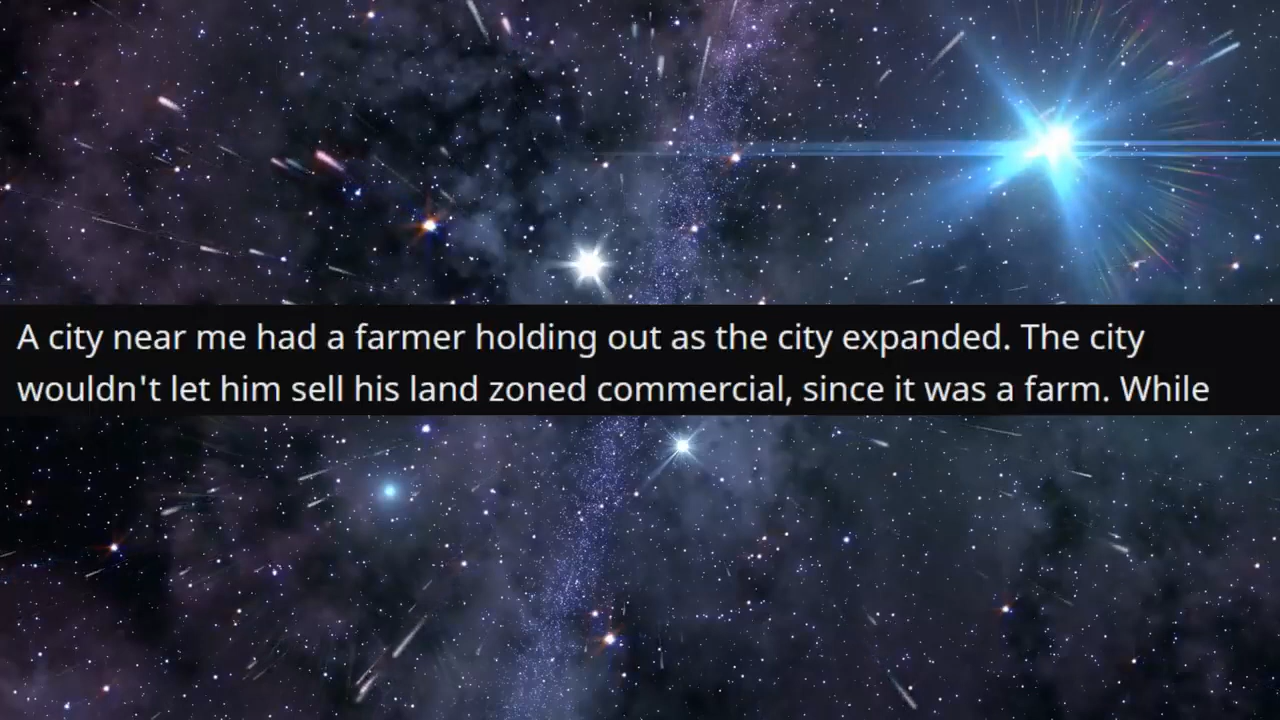 A city near me had a farmer holding out as the city expanded. The city
wouldn't let him sell his land zoned commercial, since it was a farm. While